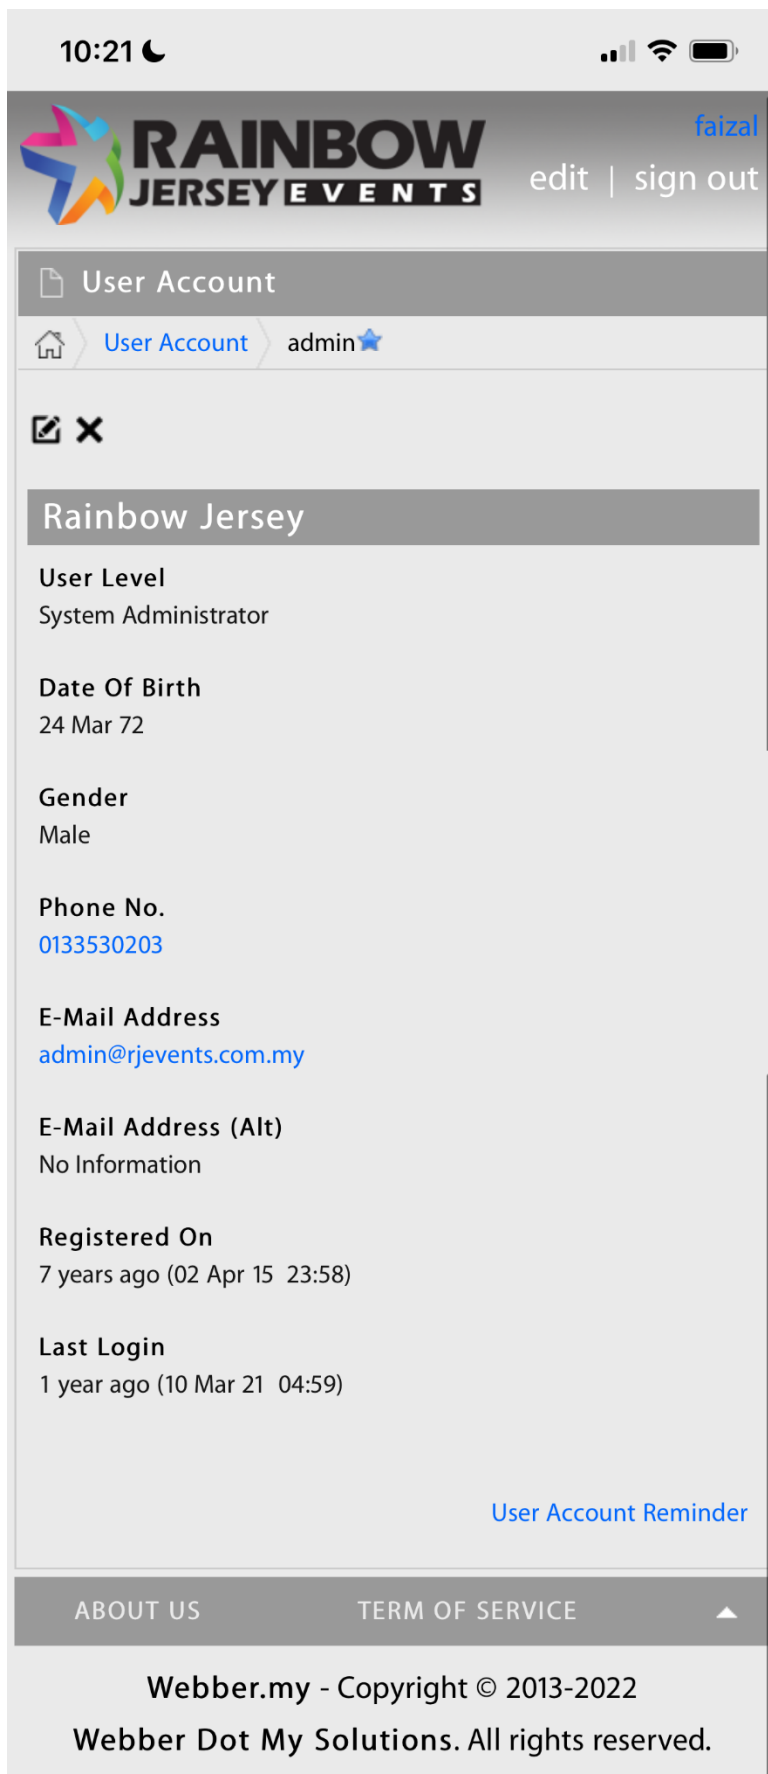 10:21
RAINBOW
JERSEY EVENTS
faizal
edit | sign out
User Account
User Account admin
Rainbow Jersey
User Level
System Administrator
Date Of Birth
24 Mar 72
Gender
Male
Phone No.
0133530203
E-Mail Address
admin@rjevents.com.my
E-Mail Address (Alt)
No Information
Registered On
7 years ago (02 Apr 15 23:58)
Last Login
1 year ago (10 Mar 21 04:59)
User Account Reminder
ABOUT US TERM OF SERVICE
Webber.my - Copyright © 2013-2022
Webber Dot My Solutions. All rights reserved.